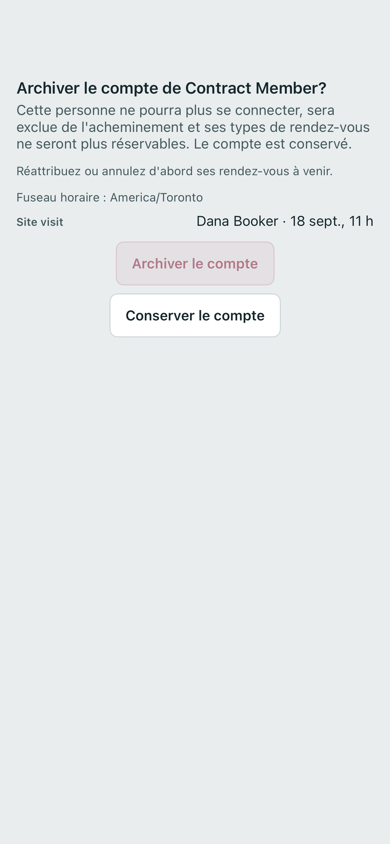 Archiver le compte de Contract Member?
Cette personne ne pourra plus se connecter, sera
exclue de l'acheminement et ses types de rendez-vous
ne seront plus réservables. Le compte est conservé.
Réattribuez ou annulez d'abord ses rendez-vous à venir.
Fuseau horaire : America/Toronto
Site visit Dana Booker · 18 sept., 11 h
Archiver le compte
Conserver le compte